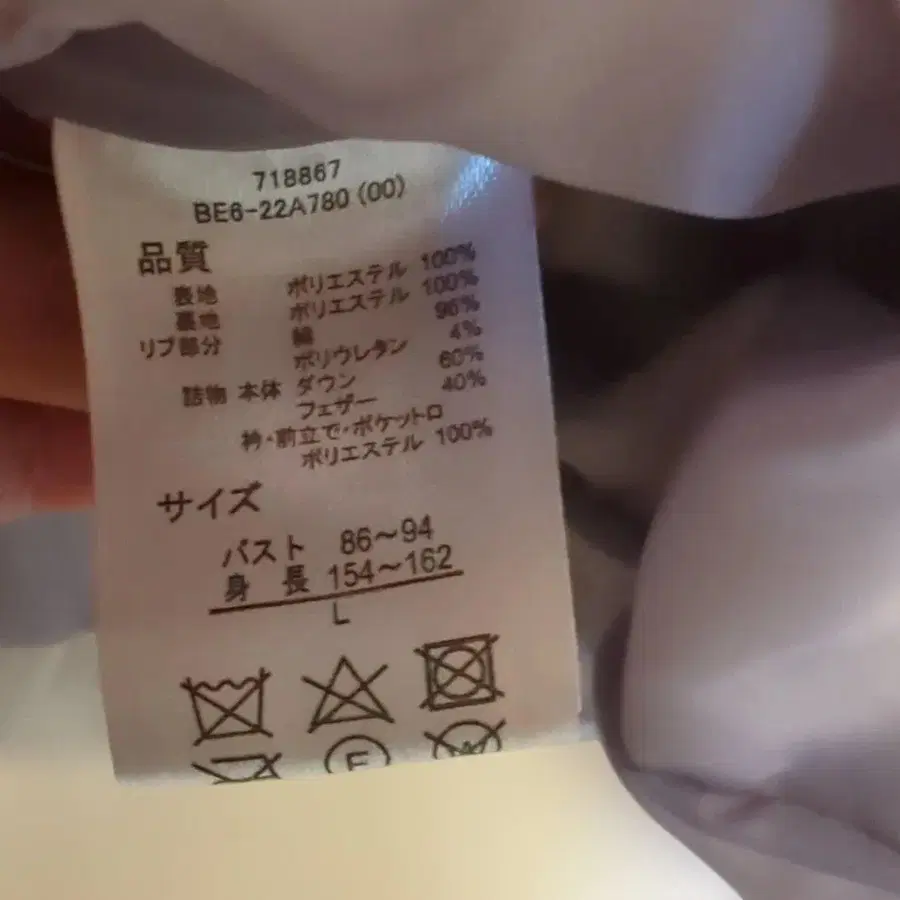 718867
BE6-22A780 (00)
品質
表地 ポリエステル 100%
裏地 ポリエステル 100%
リブ部分 綿 96%
ポリウレタン 4%
詰物 本体 ダウン 60%
フェザー 40%
衿・前立て・ポケット口
ポリエステル 100%
サイズ
バスト 86～94
身長 154～162
L
F
W